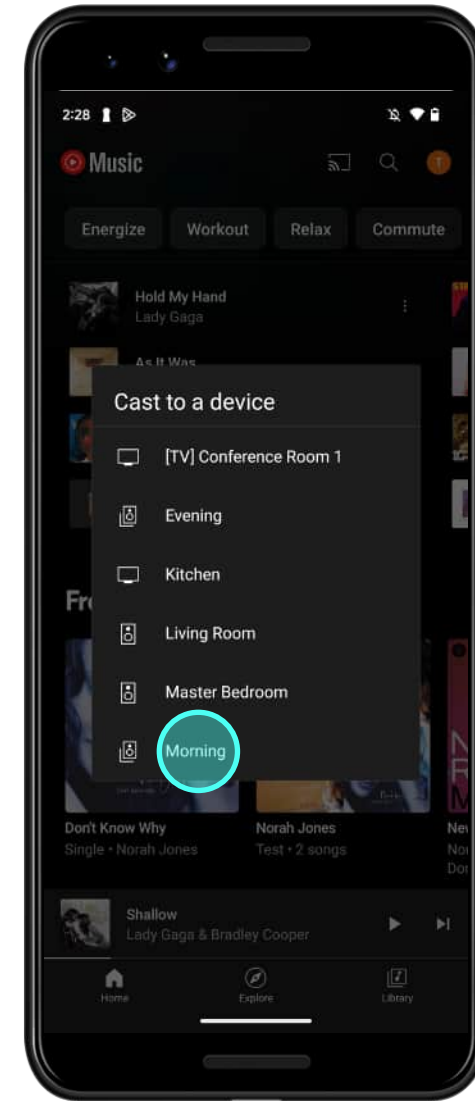 2:28
Music
T
Energize Workout Relax Commute
Hold My Hand
Lady Gaga
As It Was
Cast to a device
[TV] Conference Room 1
Evening
Kitchen
Living Room
Master Bedroom
Morning
Don't Know Why
Single • Norah Jones
Norah Jones
Test • 2 songs
Shallow
Lady Gaga & Bradley Cooper
Home Explore Library